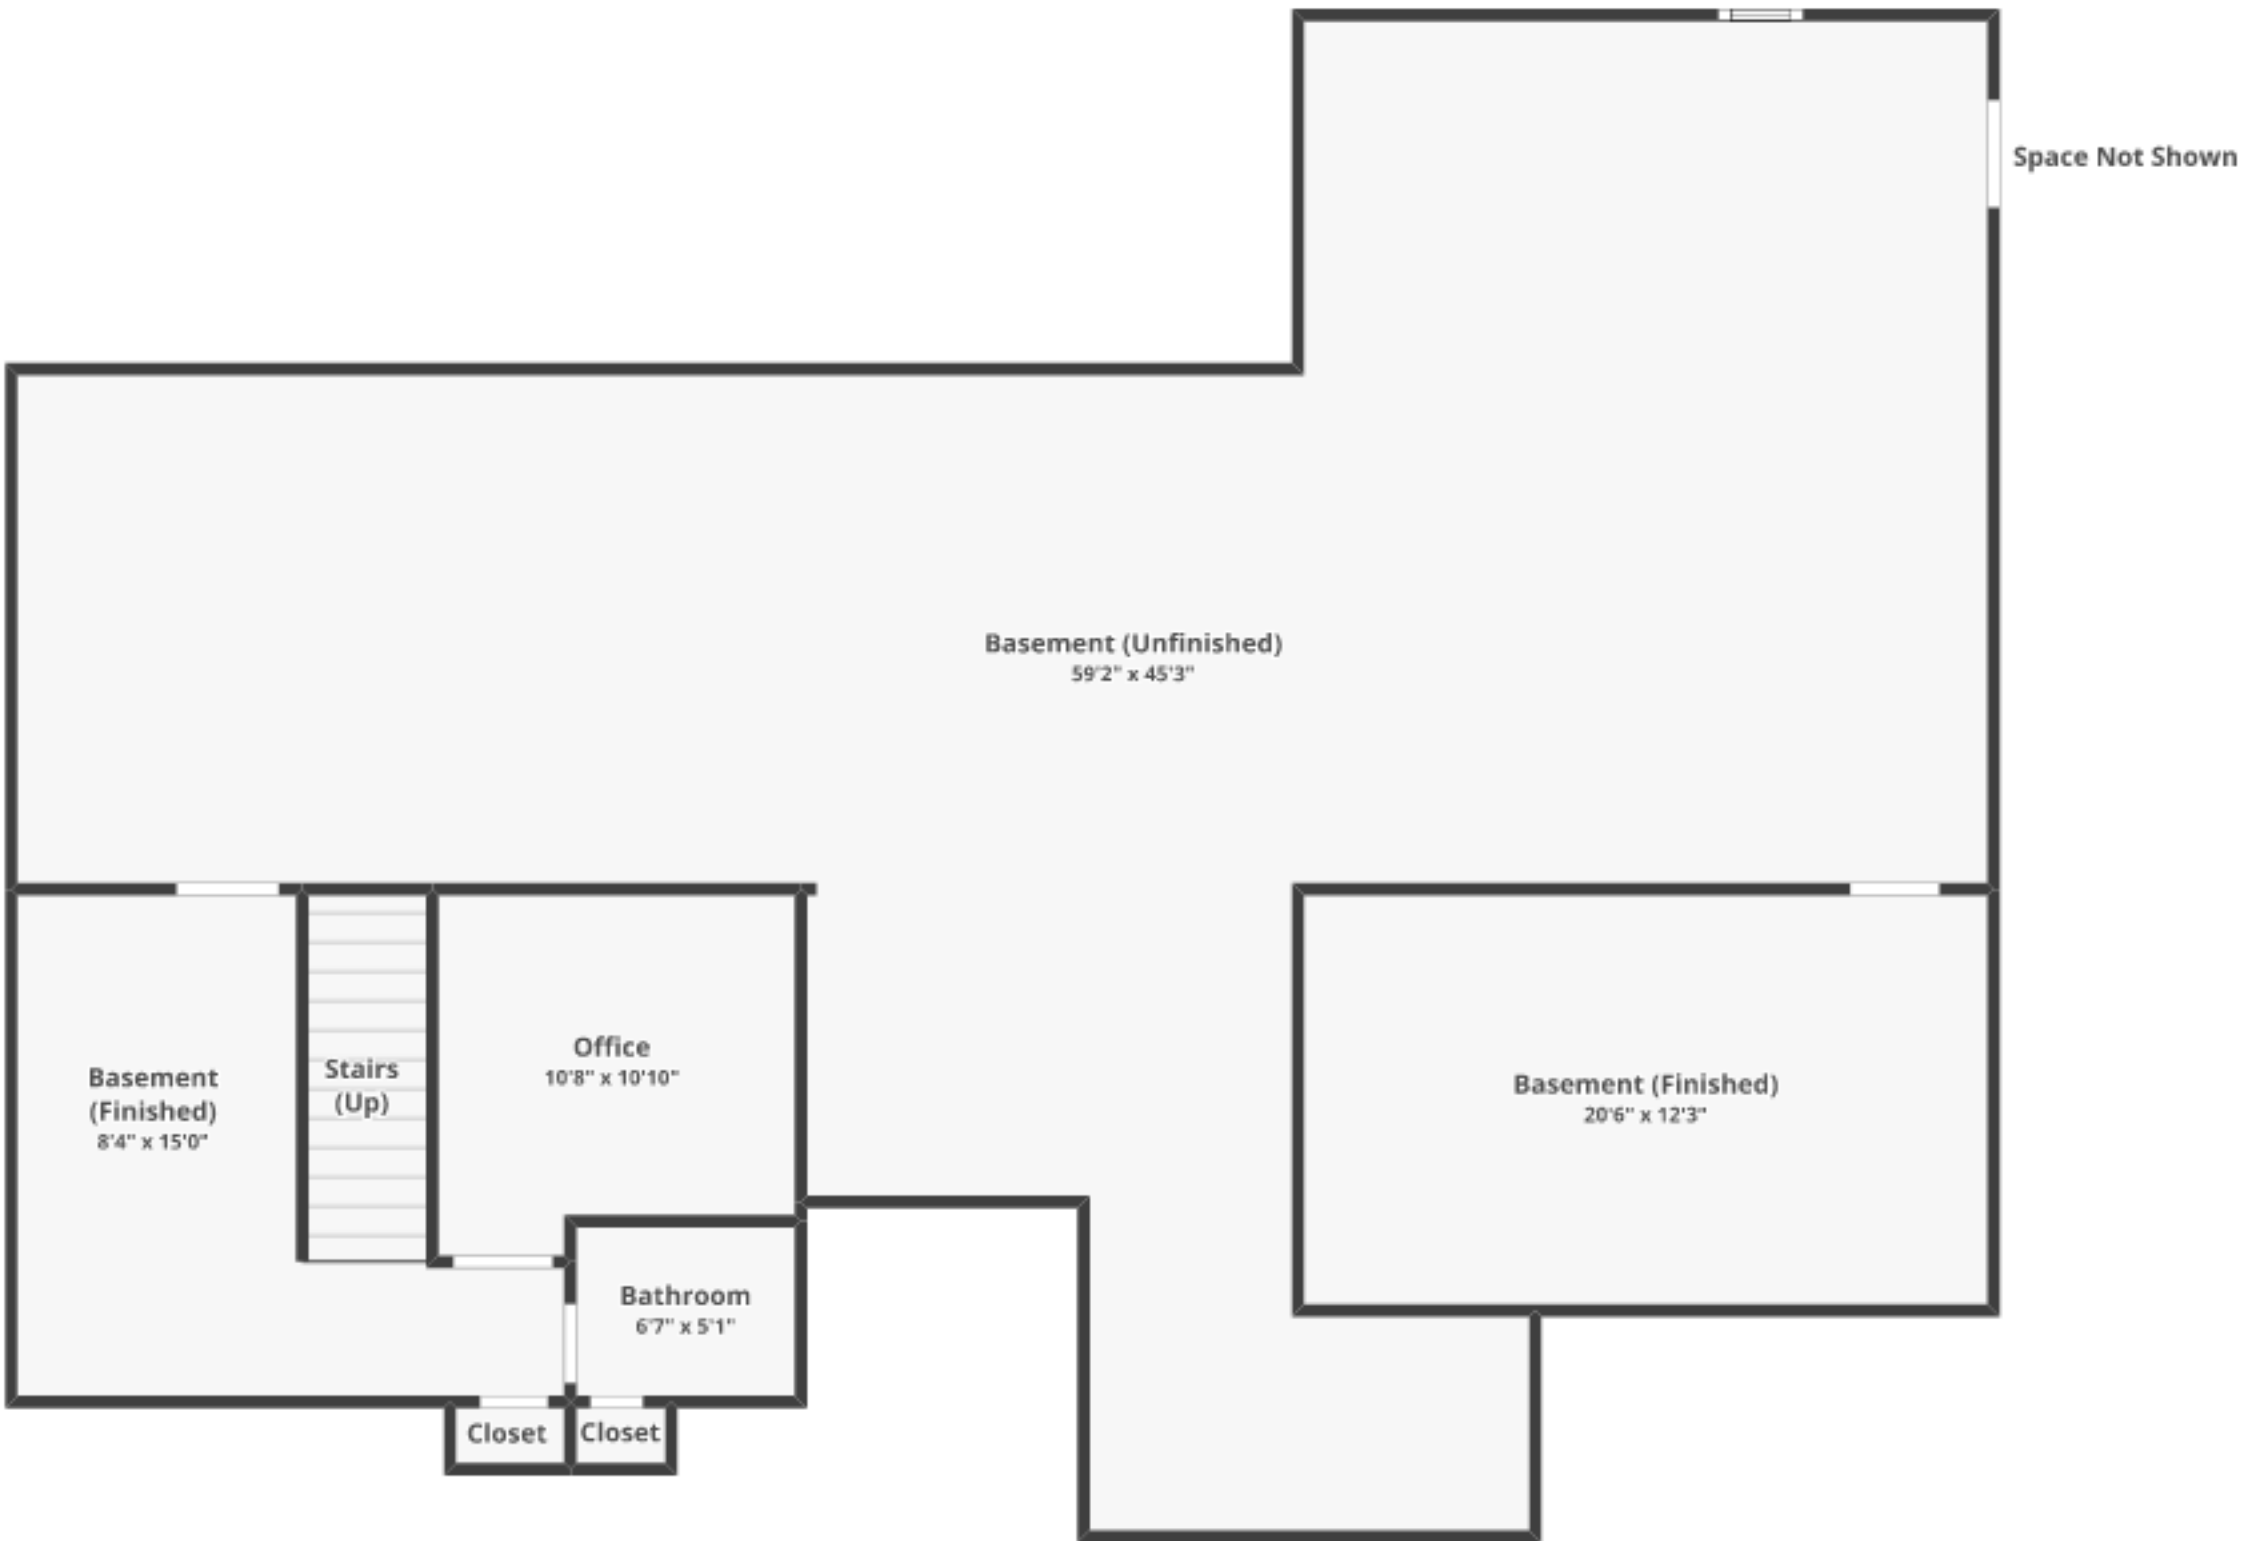 Space Not Shown
Basement (Unfinished)
59'2" x 45'3"
Basement
(Finished)
8'4" x 15'0"
Stairs
(Up)
Office
10'8" x 10'10"
Basement (Finished)
20'6" x 12'3"
Bathroom
6'7" x 5'1"
Closet
Closet